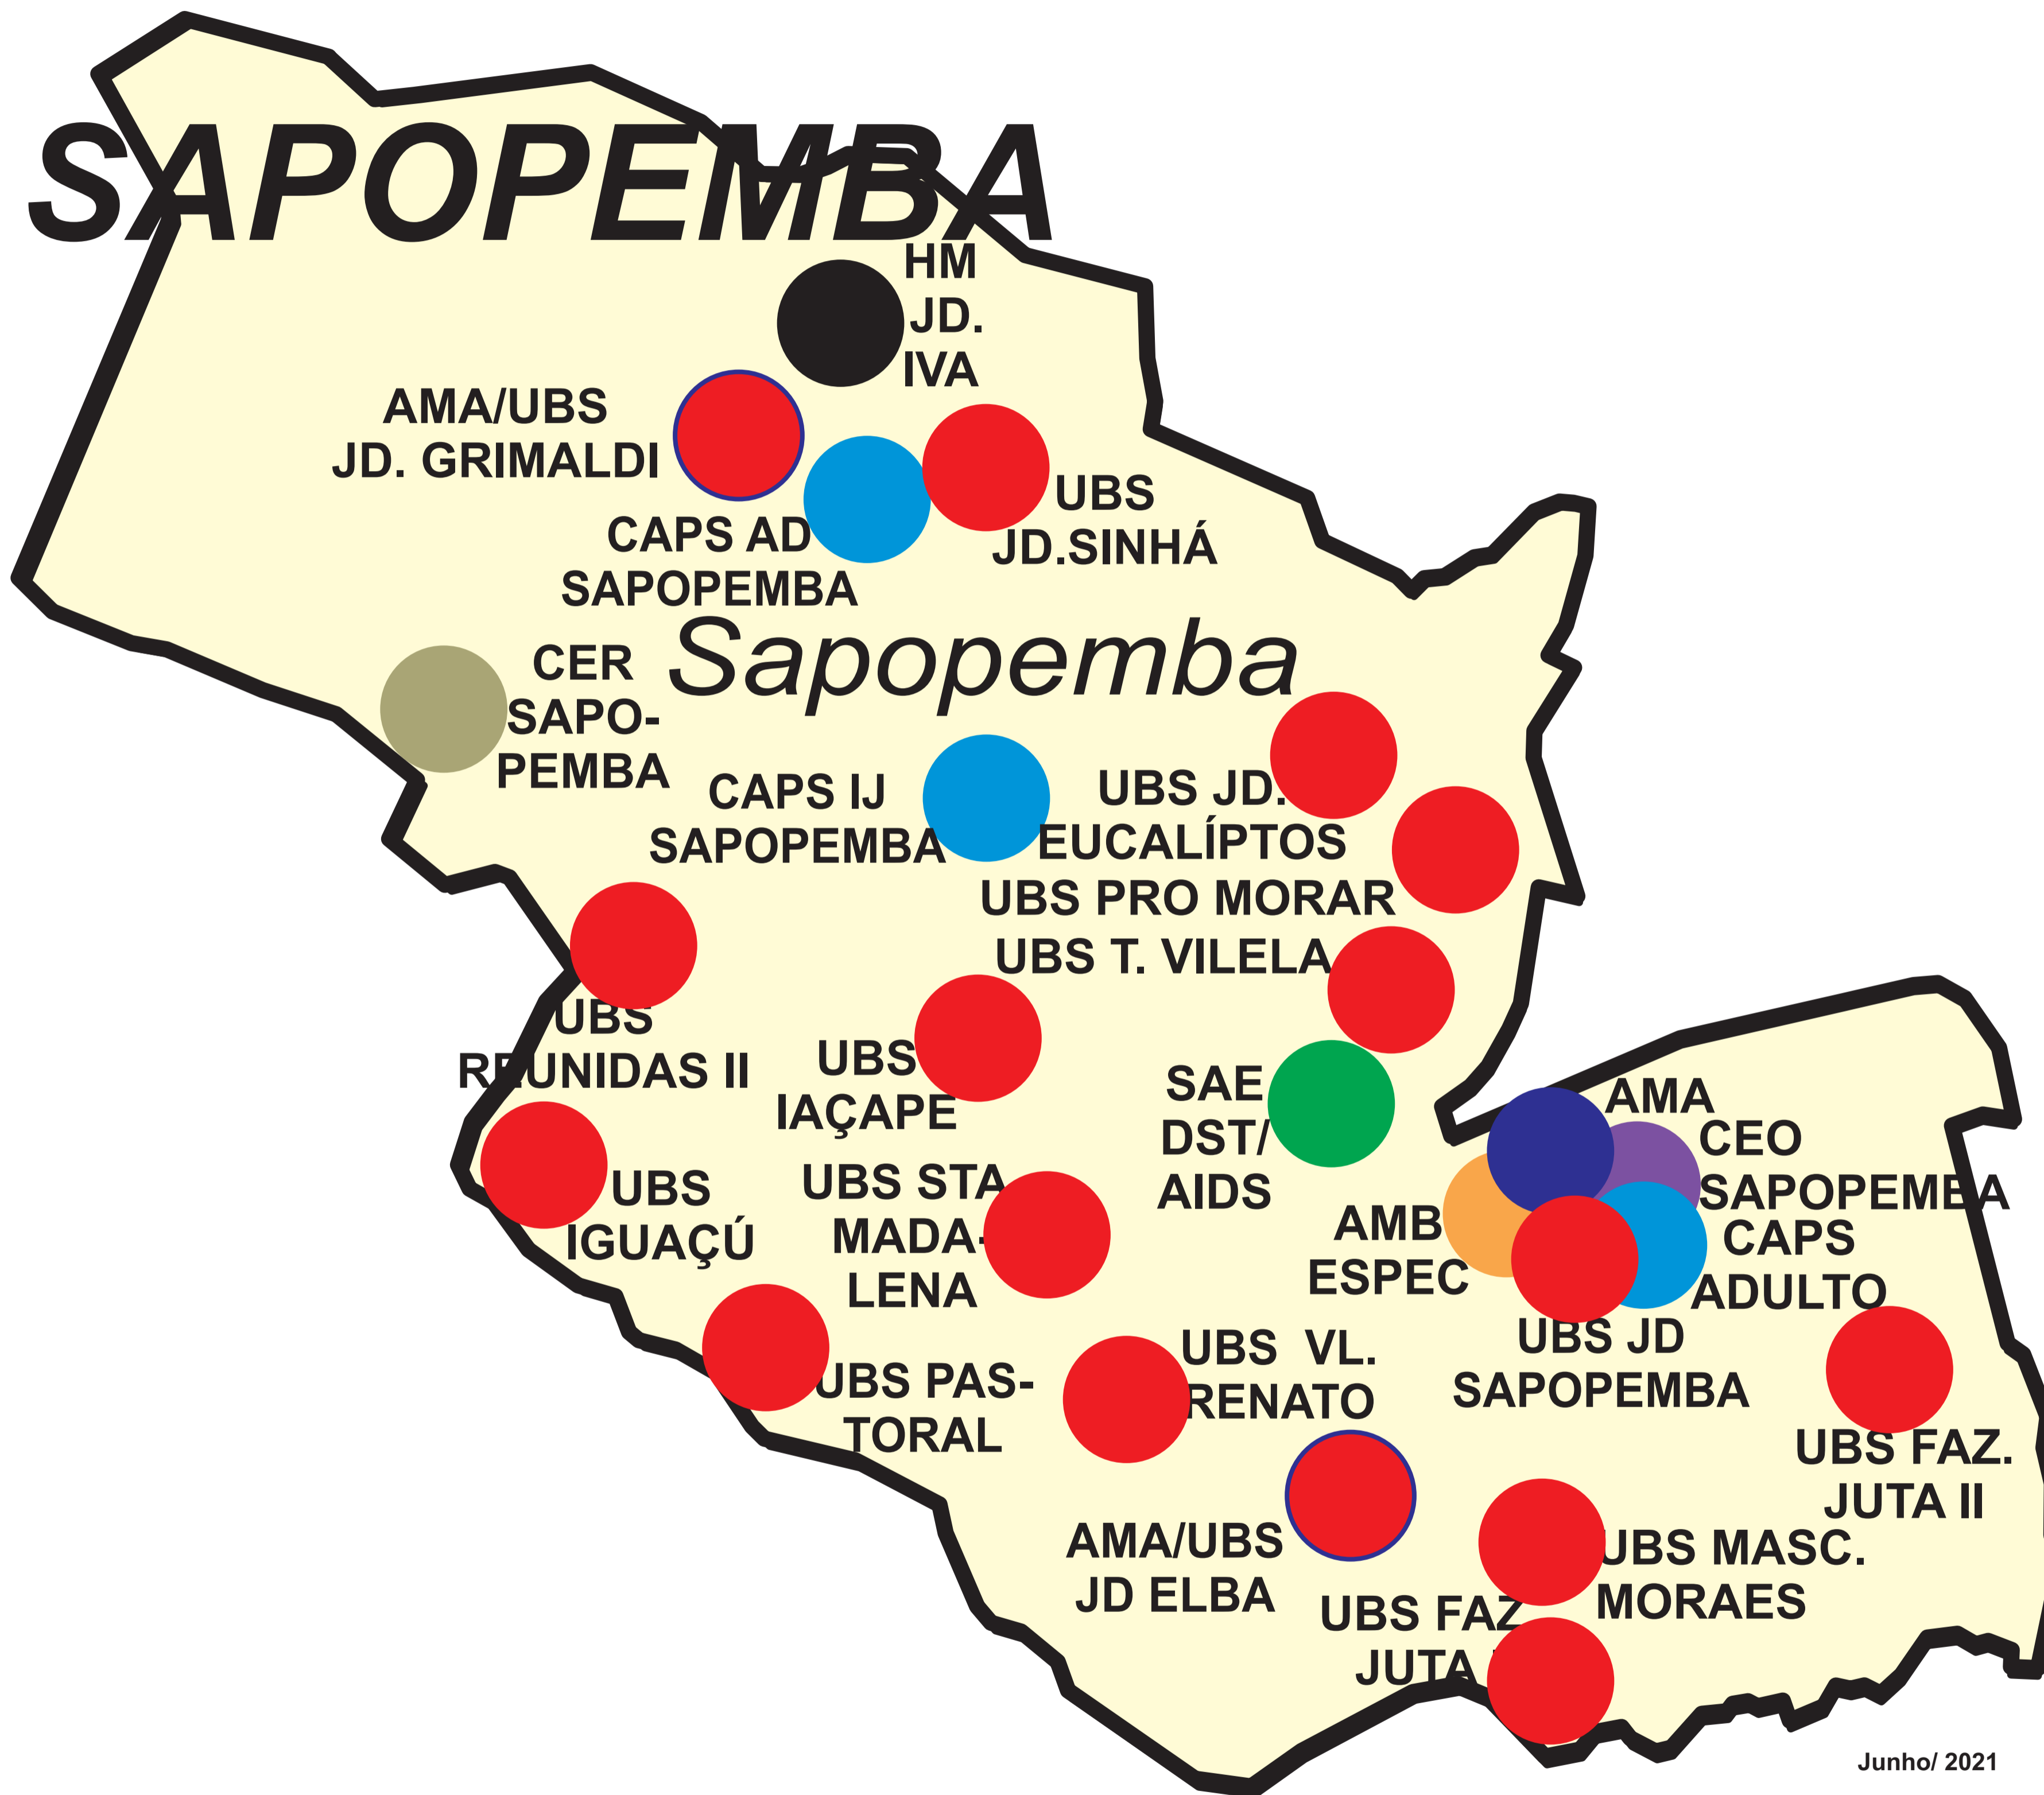 SAPOPEMBA
HM
JD.
IVA
AMA/UBS
JD. GRIMALDI
UBS
JD.SINHÁ
CAPS AD
SAPOPEMBA
Sapopemba
CER
SAPO-
PEMBA
CAPS IJ
SAPOPEMBA
UBS JD.
EUCALÍPTOS
UBS PRO MORAR
UBS T. VILELA
UBS
REUNIDAS II
UBS
IAÇAPE
SAE
DST/
AIDS
AMA
CEO
SAPOPEMBA
UBS
IGUAÇÚ
UBS STA
MADA-
LENA
AMB
ESPEC
CAPS
ADULTO
UBS JD
SAPOPEMBA
UBS PAS-
TORAL
UBS VL.
RENATO
UBS FAZ.
JUTA II
AMA/UBS
JD ELBA
UBS MASC.
MORAES
UBS FAZ
JUTA
Junho/ 2021